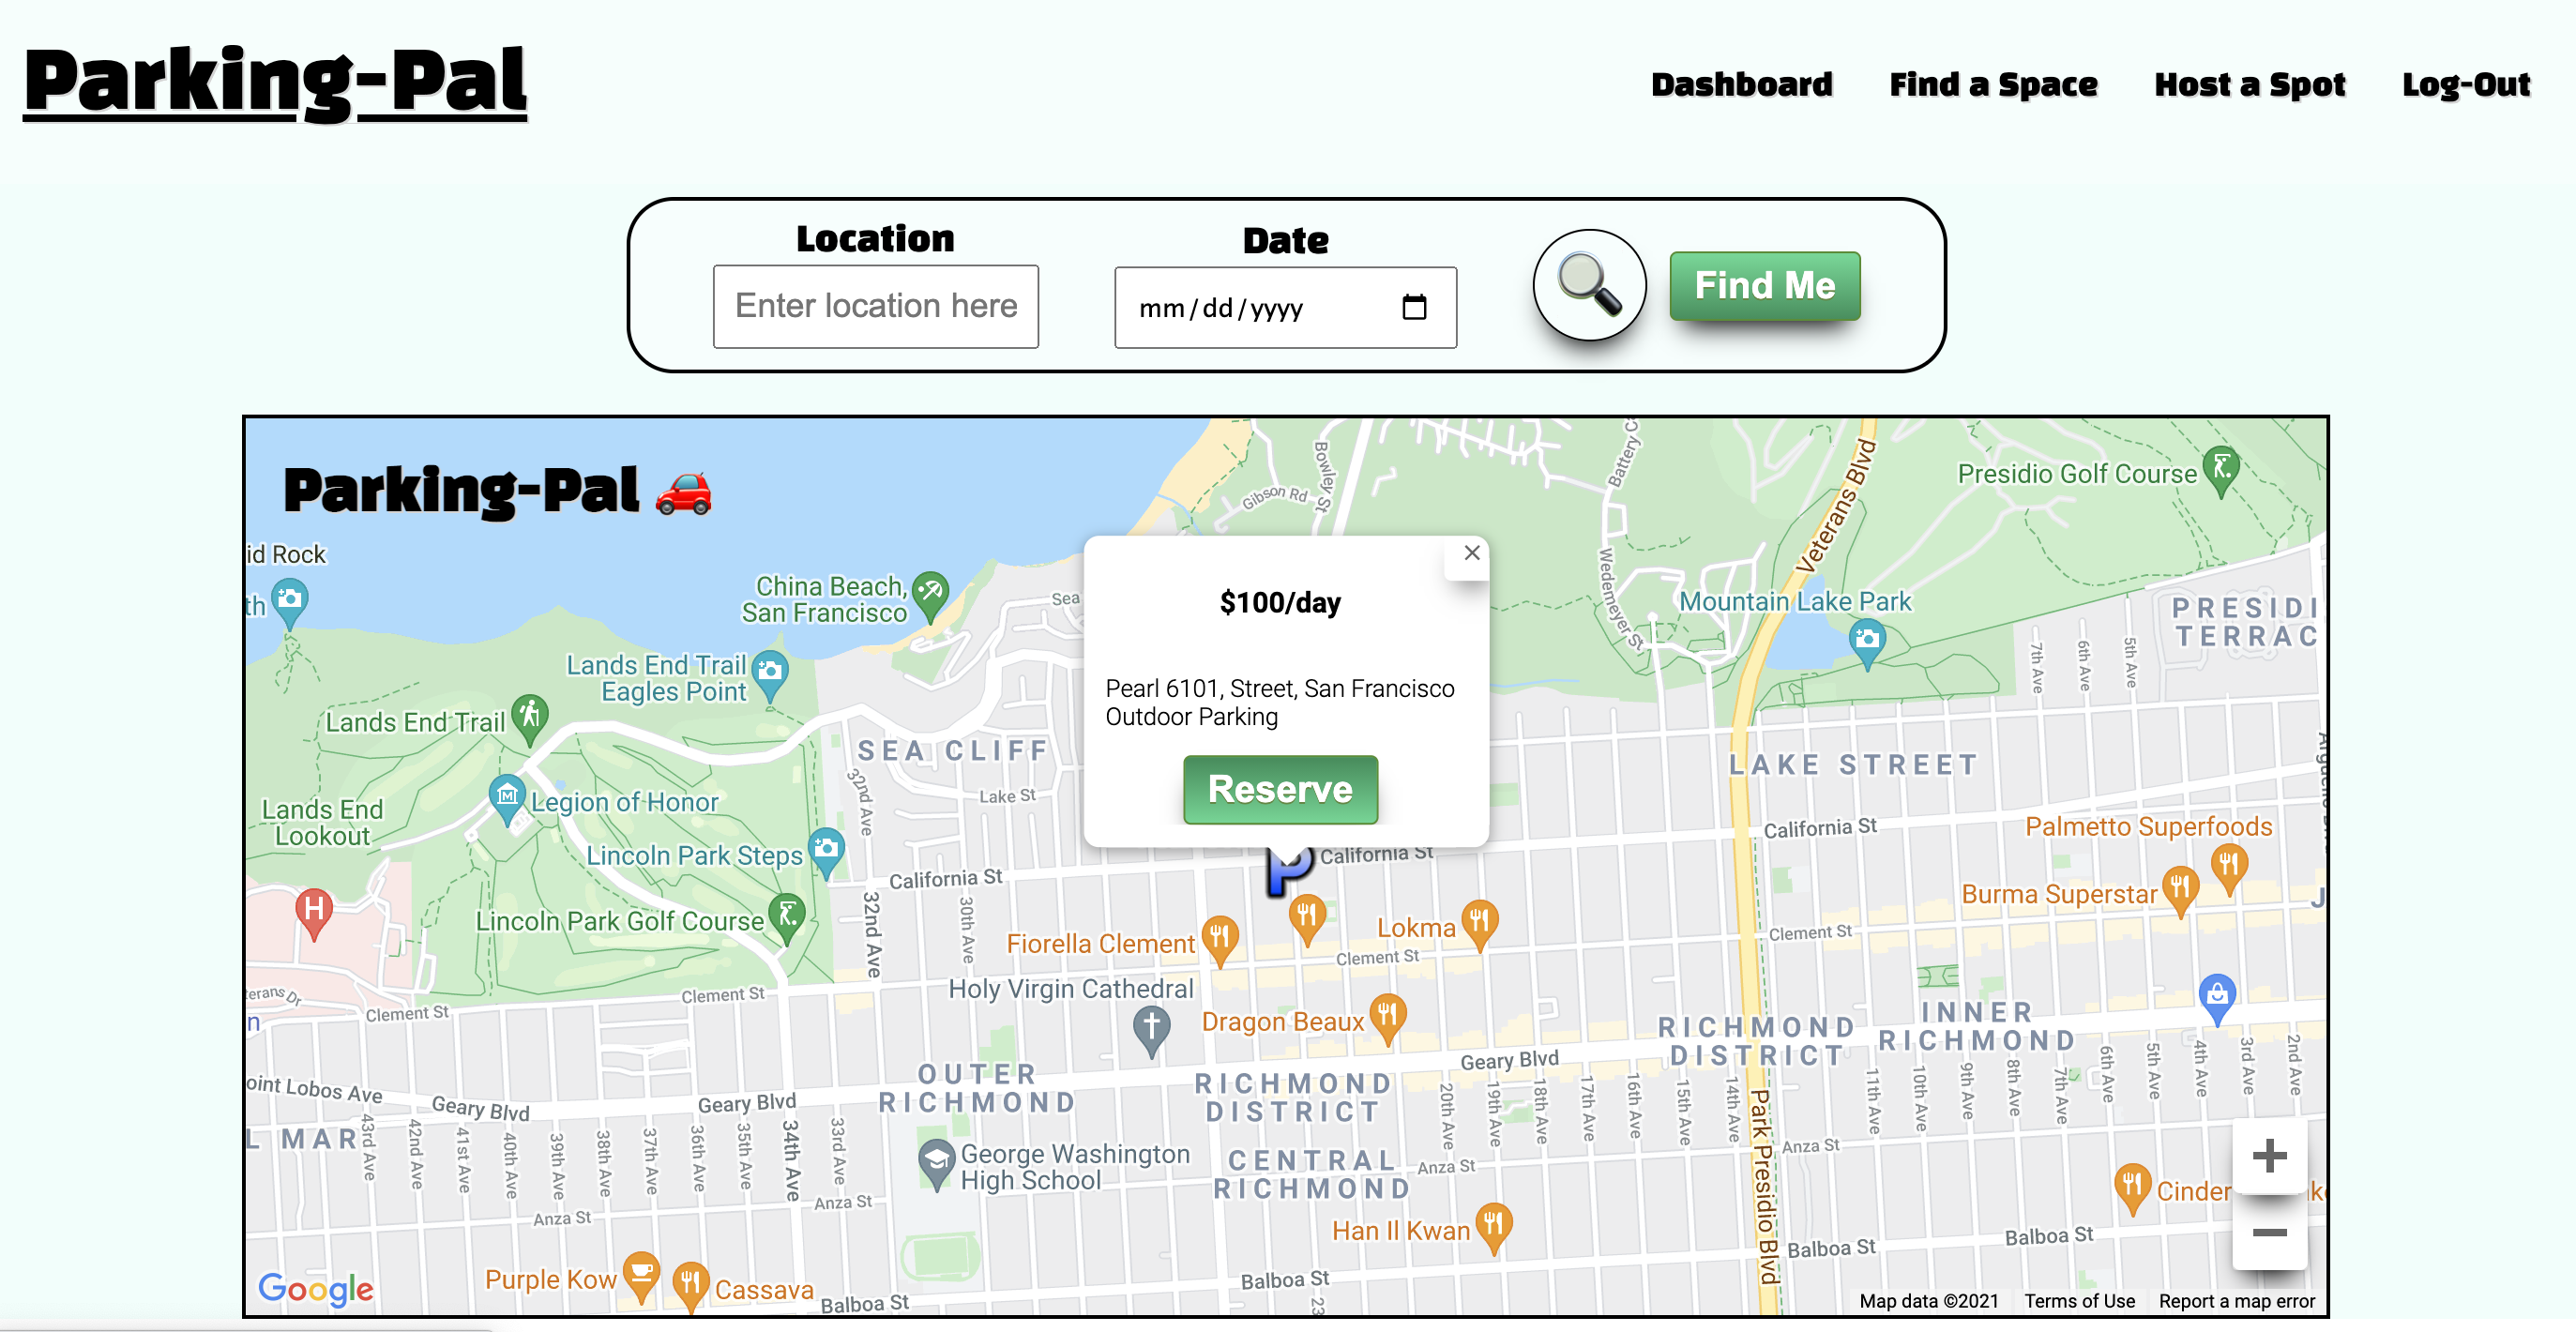 Parking-Pal
Dashboard
Find a Space
Host a Spot
Log-Out
Location
Date
Enter location here
mm/dd/yyyy
Find Me
Parking-Pal
id Rock
th
China Beach,
San Francisco
Lands End Trail
Eagles Point
Lands End Trail
Legion of Honor
Lands End
Lookout
Lincoln Park Steps
Lincoln Park Golf Course
H
SEA CLIFF
Sea
Lake St
32nd Ave
California St
32nd Ave
30th Ave
Bowley St
Gibson Rd
Battery C
Wedemeyer St
Veterans Blvd
Presidio Golf Course
Mountain Lake Park
PRESIDI
TERRAC
7th Ave
6th Ave
5th Ave
$100/day
Pearl 6101, Street, San Francisco
Outdoor Parking
Reserve
P
California St
LAKE STREET
California St
Palmetto Superfoods
Burma Superstar
J
Fiorella Clement
Lokma
Clement St
Clement St
Holy Virgin Cathedral
Dragon Beaux
Clement St
Clement St
terans Dr
n
RICHMOND
DISTRICT
INNER
RICHMOND
Geary Blvd
OUTER
RICHMOND
RICHMOND
DISTRICT
oint Lobos Ave
Geary Blvd
Geary Blvd
L MAR
43rd Ave
42nd Ave
41st Ave
40th Ave
39th Ave
38th Ave
37th Ave
36th Ave
35th Ave
34th Ave
33rd Ave
20th Ave
19th Ave
18th Ave
17th Ave
16th Ave
15th Ave
14th Ave
11th Ave
10th Ave
9th Ave
8th Ave
7th Ave
6th Ave
5th Ave
4th Ave
3rd Ave
2nd Ave
Park Presidio Blvd
George Washington
High School
CENTRAL
RICHMOND
Anza St
Anza St
Anza St
Anza St
Han Il Kwan
Cinder
Balboa St
Balboa St
Balboa St
Balboa St
23
Purple Kow
Cassava
Google
Map data ©2021
Terms of Use
Report a map error